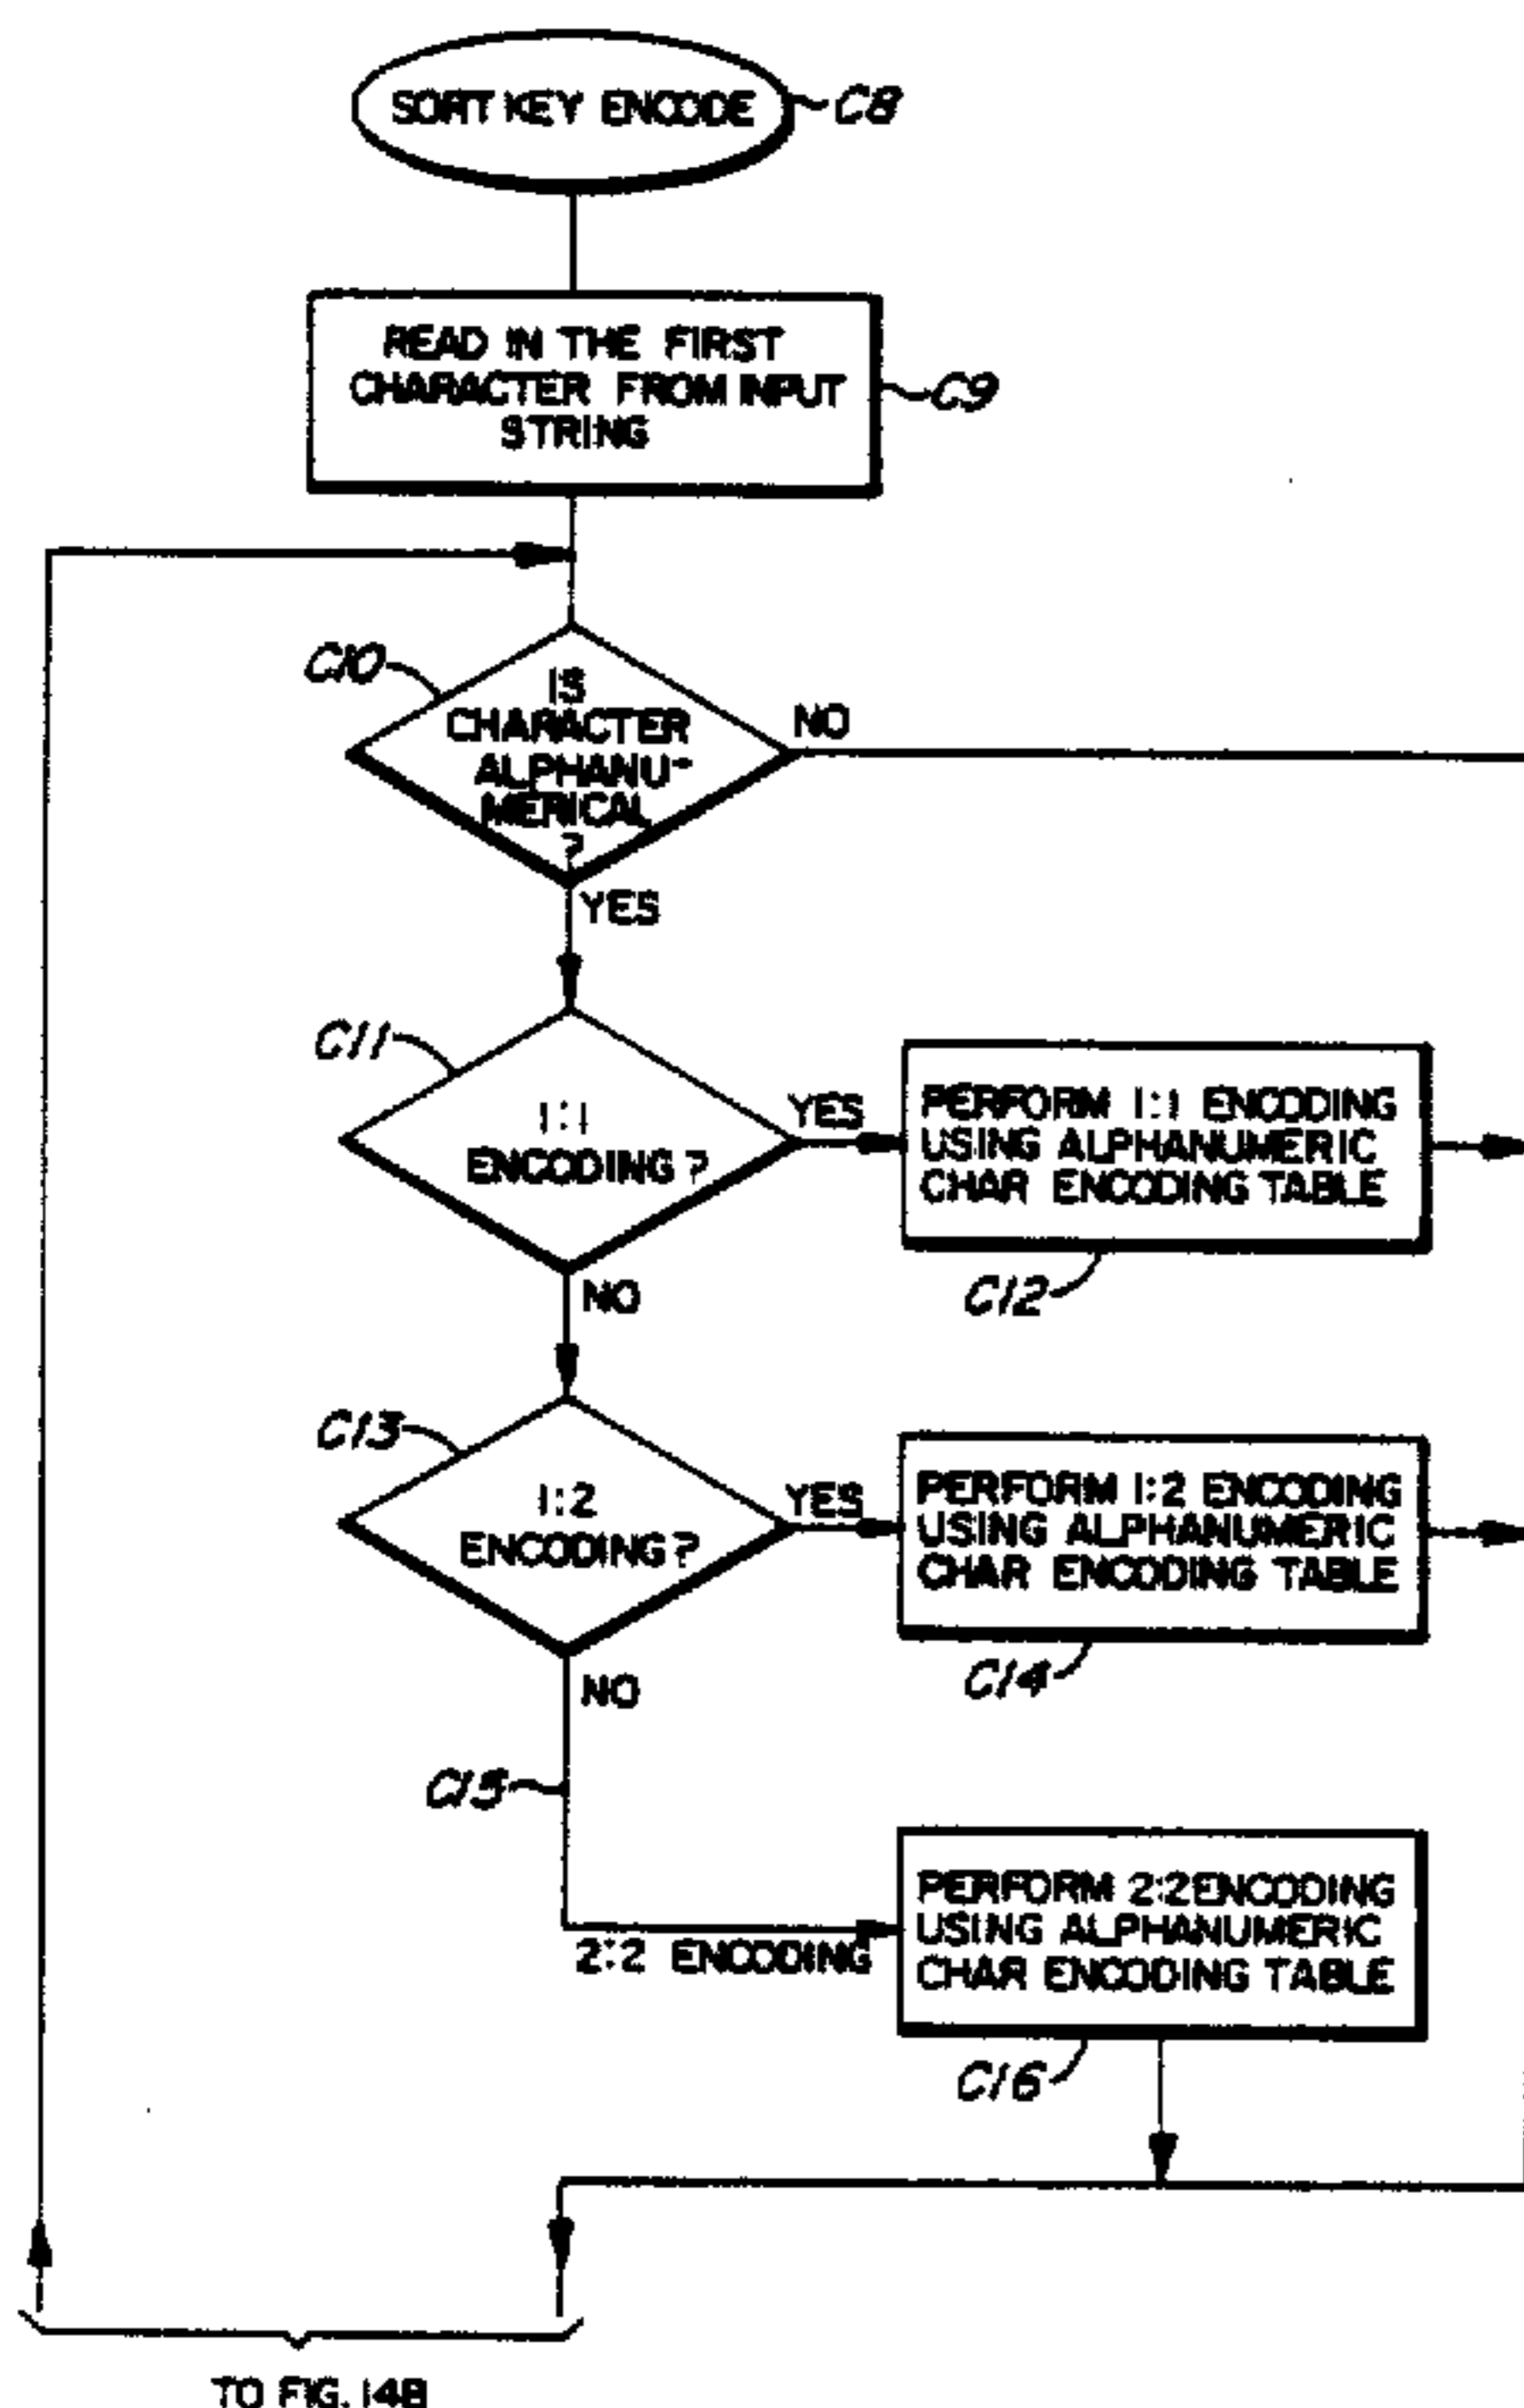 SORT KEY ENCODE
C8
READ IN THE FIRST
CHARACTER FROM INPUT
STRING
C9
C10
IS
CHARACTER
ALPHANU-
MERICAL
?
NO
YES
C11
1:1
ENCODING?
YES
PERFORM 1:1 ENCODING
USING ALPHANUMERIC
CHAR ENCODING TABLE
C12
NO
C13
1:2
ENCODING?
YES
PERFORM 1:2 ENCODING
USING ALPHANUMERIC
CHAR ENCODING TABLE
C14
NO
C15
2:2 ENCODING
PERFORM 2:2 ENCODING
USING ALPHANUMERIC
CHAR ENCODING TABLE
C16
TO FIG. 14B